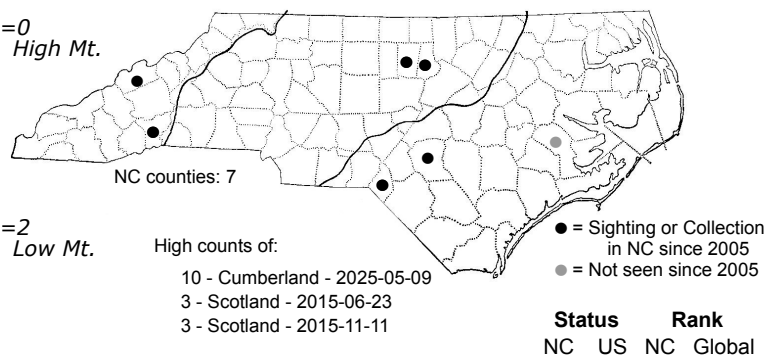 =0
High Mt.
NC counties: 7
=2
Low Mt.
High counts of:
10 - Cumberland - 2025-05-09
3 - Scotland - 2015-06-23
3 - Scotland - 2015-11-11
= Sighting or Collection
in NC since 2005
= Not seen since 2005
Status Rank
NC US NC Global